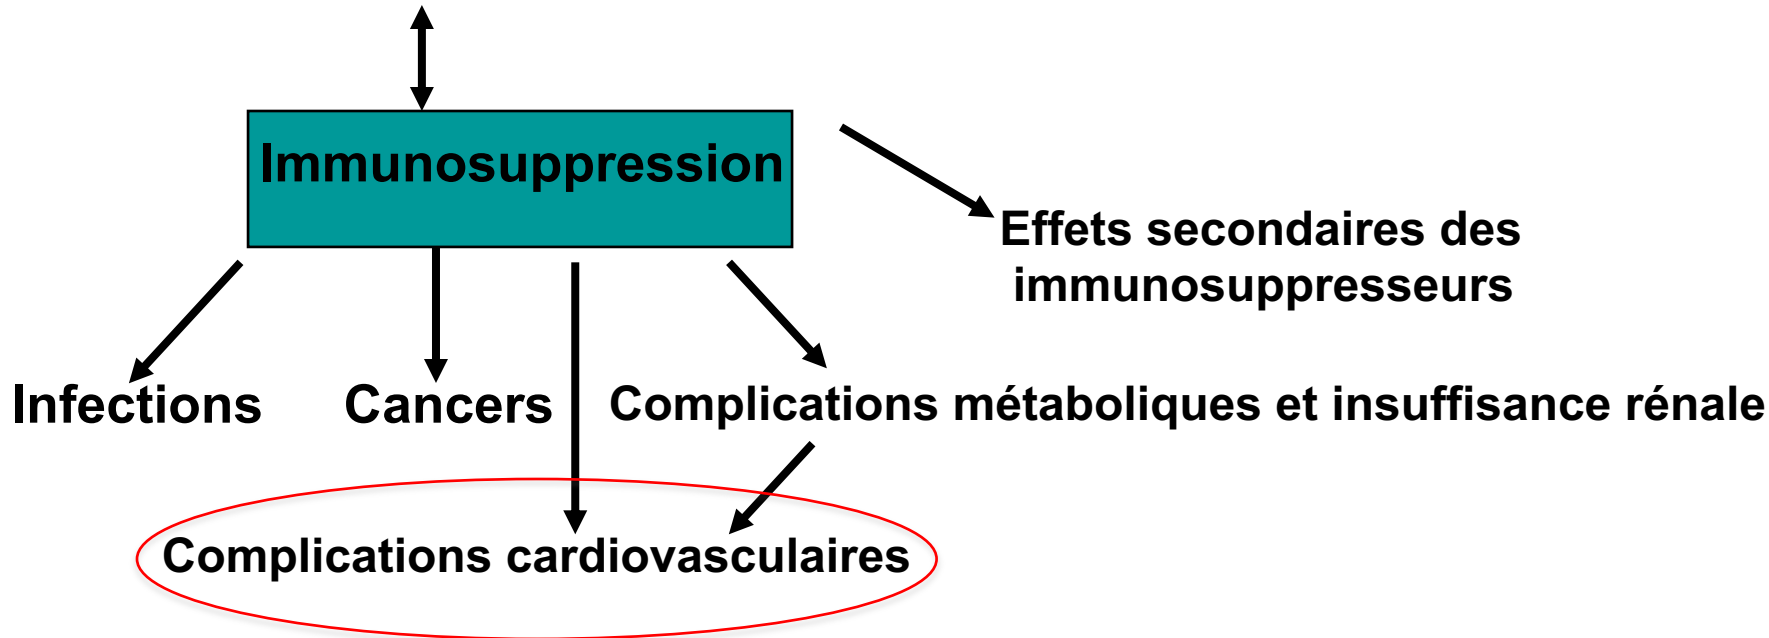 Immunosuppression
Effets secondaires des
immunosuppresseurs
Infections
Cancers
Complications métaboliques et insuffisance rénale
Complications cardiovasculaires